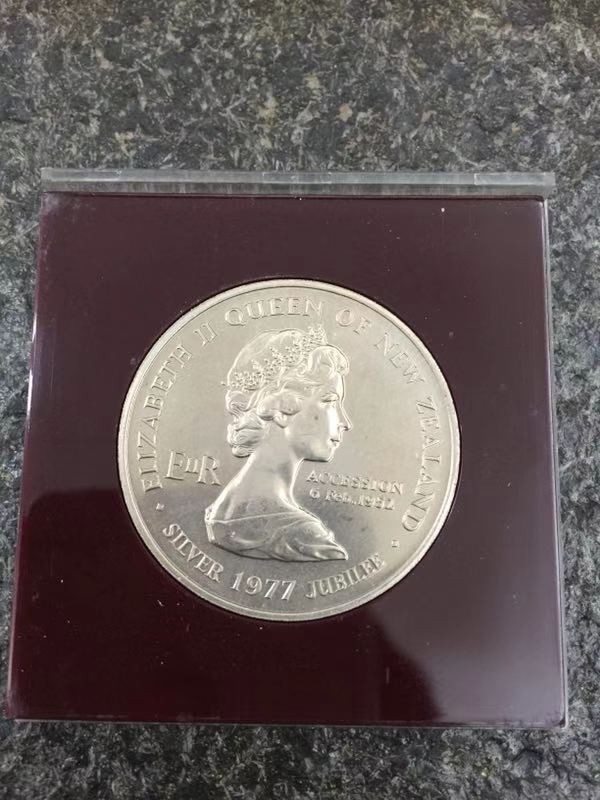 ELIZABETH II QUEEN OF NEW ZEALAND
EIIR
ACCESSION
6 Feb. 1952
SILVER 1977 JUBILEE